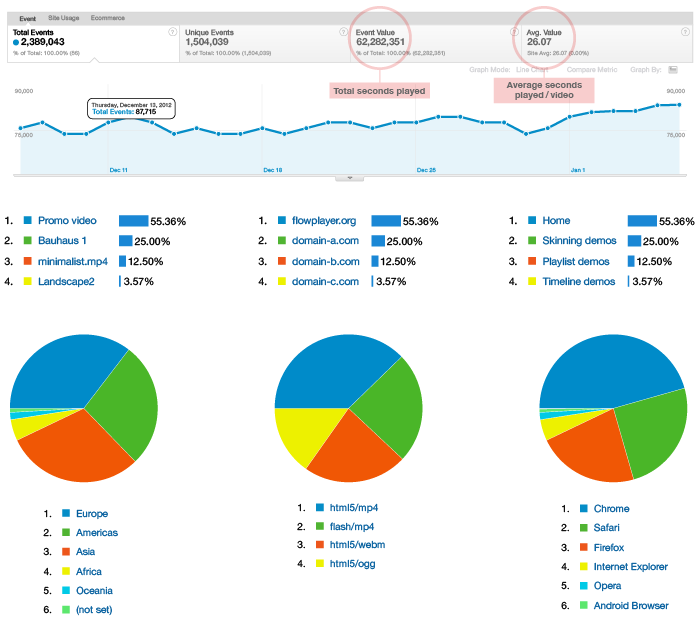 Event Site Usage Ecommerce
Total Events ?
2,389,043
% of Total: 100.00% (56)
Unique Events ?
1,504,039
% of Total: 100.00% (1,504,039)
Event Value ?
62,282,351
% of Total: 100.00% (62,282,351)
Avg. Value ?
26.07
Site Avg: 26.07 (0.00%)
Graph Mode: Line Chart Compare Metric Graph By:
Total seconds played
Average seconds
played / video
90,000 90,000
Thursday, December 13, 2012
Total Events: 87,715
75,000 75,000
Dec 11 Dec 18 Dec 25 Jan 1
1. Promo video 55.36%
2. Bauhaus 1 25.00%
3. minimalist.mp4 12.50%
4. Landscape2 3.57%
1. flowplayer.org 55.36%
2. domain-a.com 25.00%
3. domain-b.com 12.50%
4. domain-c.com 3.57%
1. Home 55.36%
2. Skinning demos 25.00%
3. Playlist demos 12.50%
4. Timeline demos 3.57%
1. Europe
2. Americas
3. Asia
4. Africa
5. Oceania
6. (not set)
1. html5/mp4
2. flash/mp4
3. html5/webm
4. html5/ogg
1. Chrome
2. Safari
3. Firefox
4. Internet Explorer
5. Opera
6. Android Browser